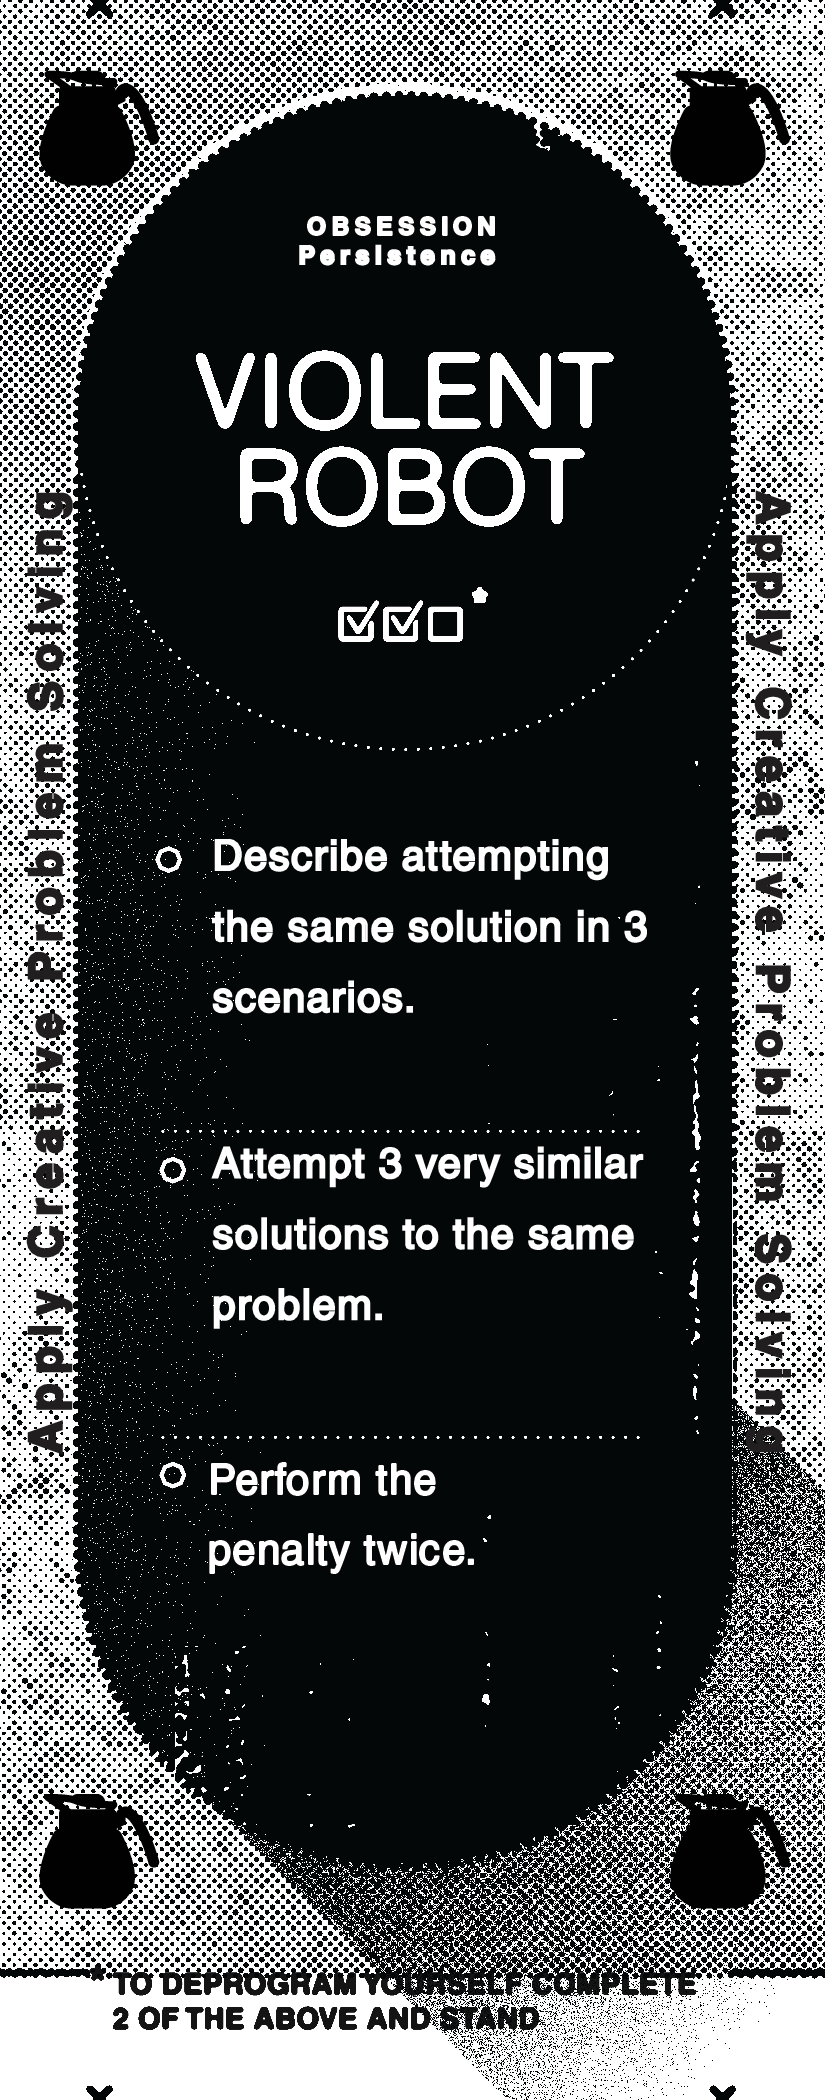 OBSESSION
Persistence
VIOLENT
ROBOT
Apply Creative Problem Solving
Apply Creative Problem Solving
Describe attempting
the same solution in 3
scenarios.
Attempt 3 very similar
solutions to the same
problem.
Perform the
penalty twice.
*TO DEPROGRAM YOURSELF COMPLETE
2 OF THE ABOVE AND STAND